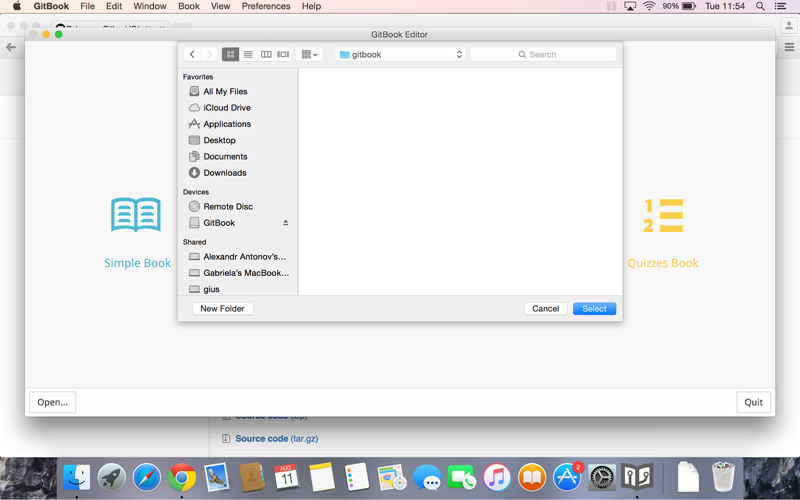 GitBook File Edit Window Book View Preferences Help 90% Tue 11:54
GitBook Editor
gitbook
Search
Favorites
All My Files
iCloud Drive
Applications
Desktop
Documents
Downloads
Devices
Remote Disc
GitBook
Shared
Alexandr Antonov's...
Gabriela's MacBook...
gius
New Folder
Cancel
Select
Simple Book
1
2
Quizzes Book
Open...
Quit
Source code (zip)
Source code (tar.gz)
AUG
11
2